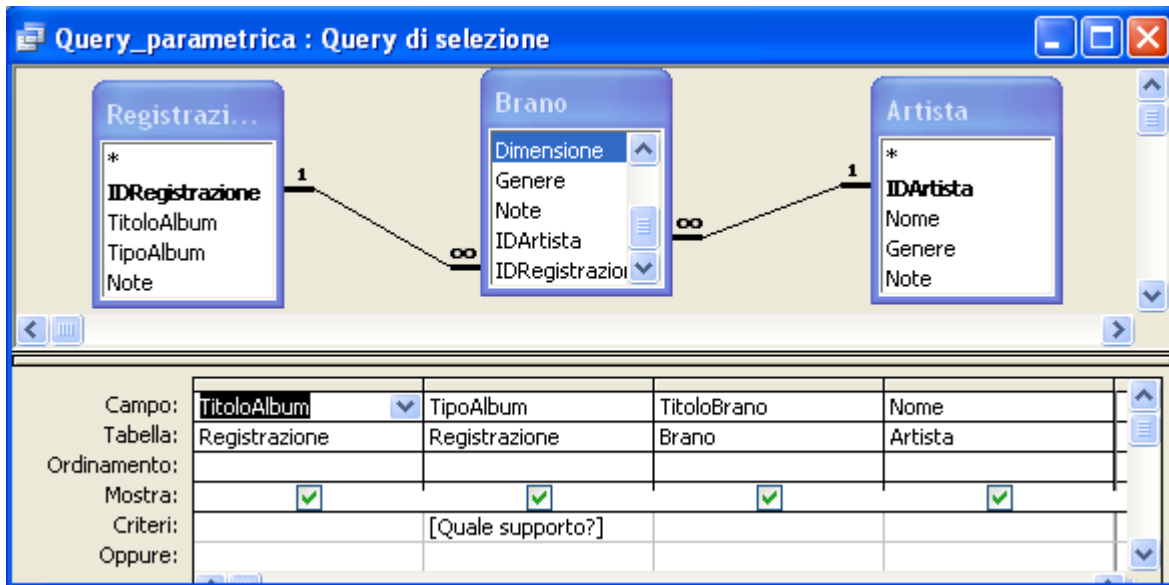 Query_parametrica : Query di selezione
Registrazi...
*
IDRegistrazione
TitoloAlbum
TipoAlbum
Note
1
∞
Brano
Dimensione
Genere
Note
IDArtista
IDRegistrazio
∞
1
Artista
*
IDArtista
Nome
Genere
Note
Campo: TitoloAlbum TipoAlbum TitoloBrano Nome
Tabella: Registrazione Registrazione Brano Artista
Ordinamento:
Mostra:
Criteri: [Quale supporto?]
Oppure: